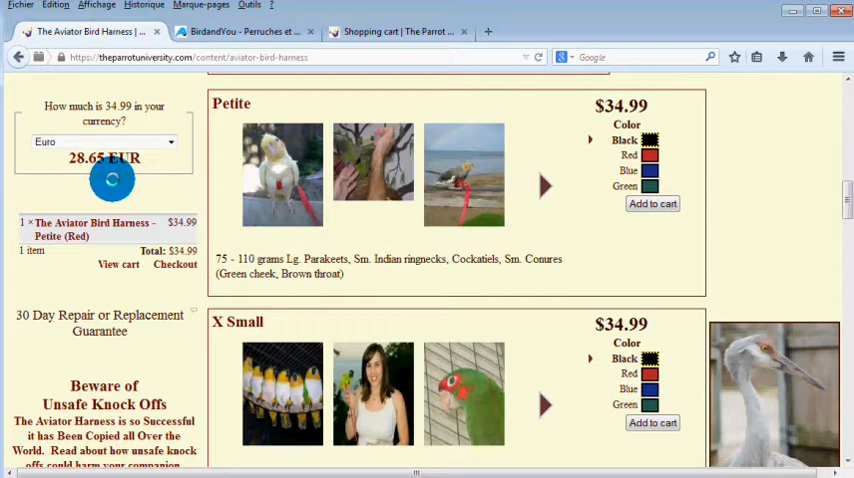 Fichier Edition Affichage Historique Marque-pages Outils ?
The Aviator Bird Harness | ... × BirdandYou - Perruches et ... × Shopping cart | The Parrot ... × +
https://theparrotuniversity.com/content/aviator-bird-harness
Google
How much is 34.99 in your
currency?
Euro
28.65 EUR
1 × The Aviator Bird Harness - $34.99
Petite (Red)
1 item Total: $34.99
View cart Checkout
30 Day Repair or Replacement
Guarantee
Beware of
Unsafe Knock Offs
The Aviator Harness is so Successful
it has Been Copied all Over the
World. Read about how unsafe knock
offs could harm your companion
Petite
$34.99
Color
Black
Red
Blue
Green
Add to cart
75 - 110 grams Lg. Parakeets, Sm. Indian ringnecks, Cockatiels, Sm. Conures
(Green cheek, Brown throat)
X Small
$34.99
Color
Black
Red
Blue
Green
Add to cart